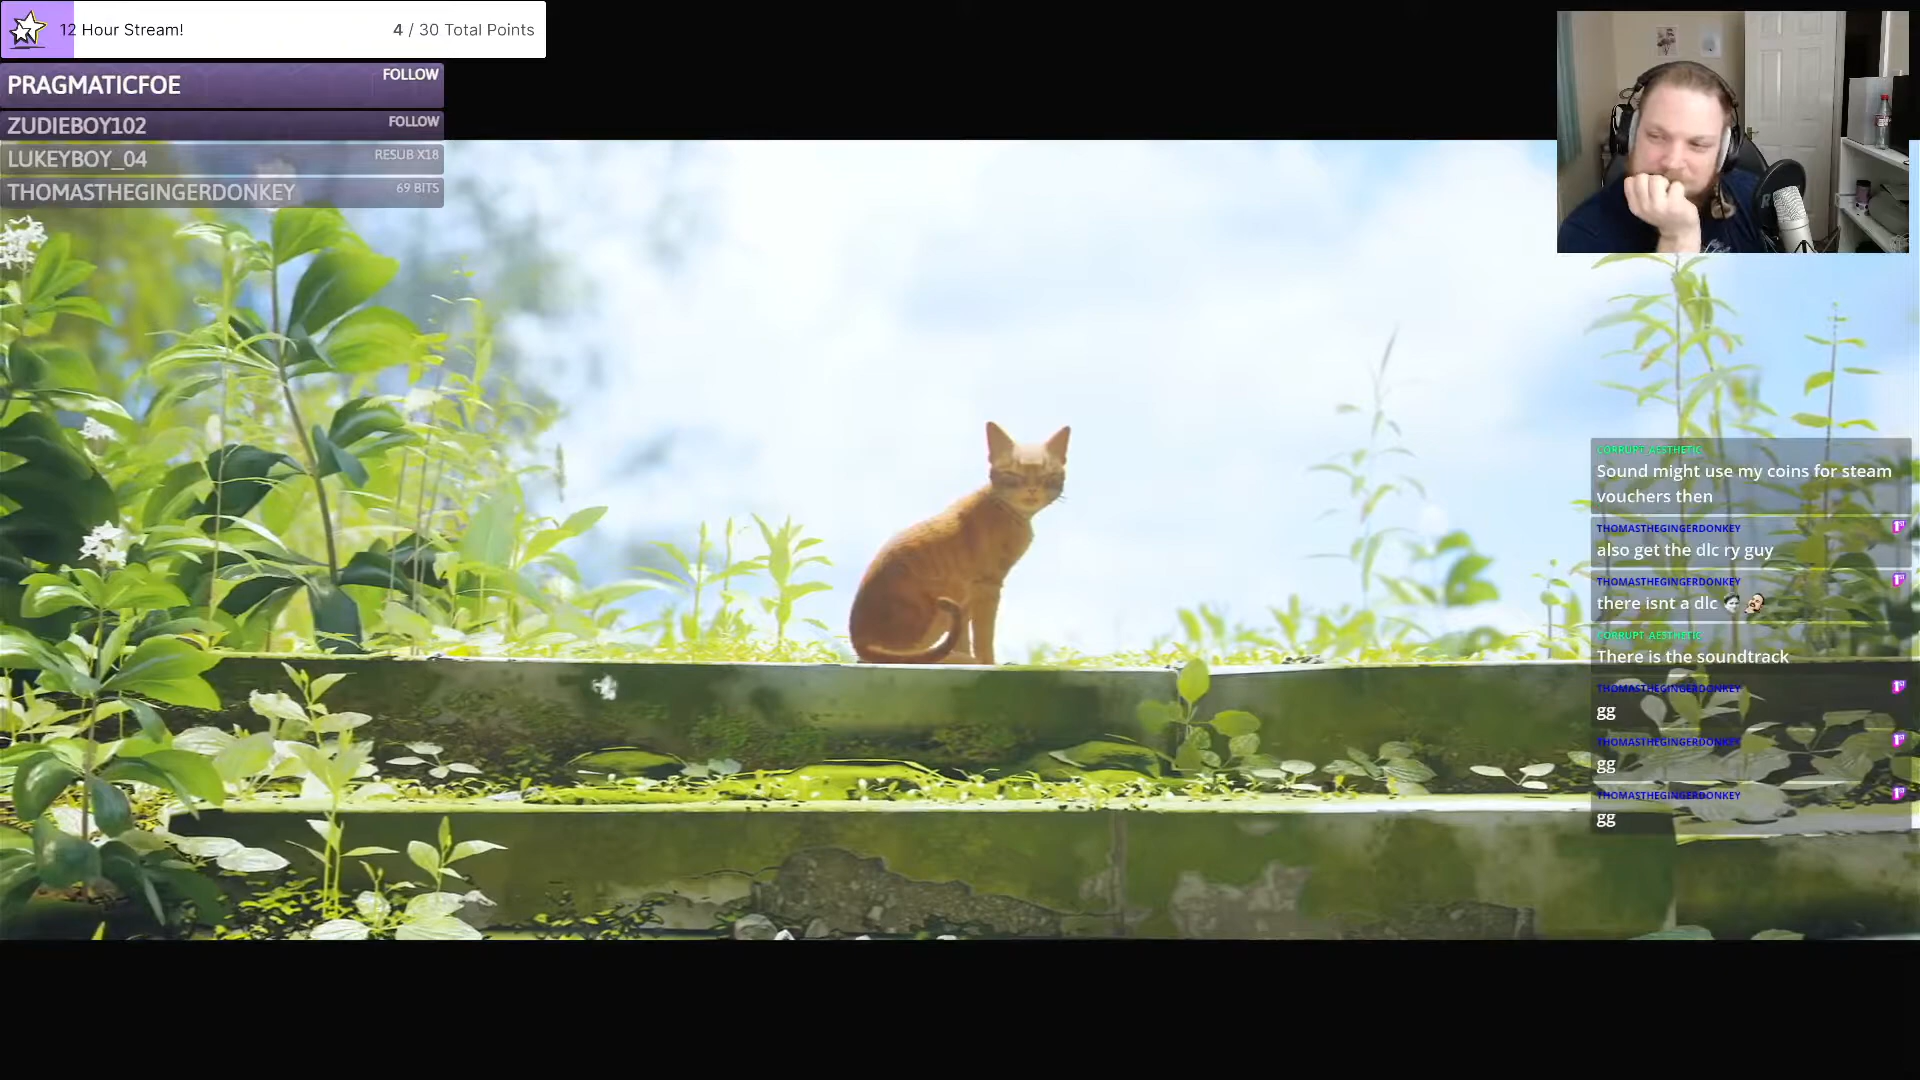 12 Hour Stream! 4 / 30 Total Points
PRAGMATICFOE FOLLOW
ZUDIEBOY102 FOLLOW
LUKEYBOY_04 RESUB X18
THOMASTHEGINGERDONKEY 69 BITS
CORRUPT_AESTHETIC
Sound might use my coins for steam
vouchers then
THOMASTHEGINGERDONKEY
also get the dlc ry guy
THOMASTHEGINGERDONKEY
there isnt a dlc
CORRUPT_AESTHETIC
There is the soundtrack
THOMASTHEGINGERDONKEY
gg
THOMASTHEGINGERDONKEY
gg
THOMASTHEGINGERDONKEY
gg